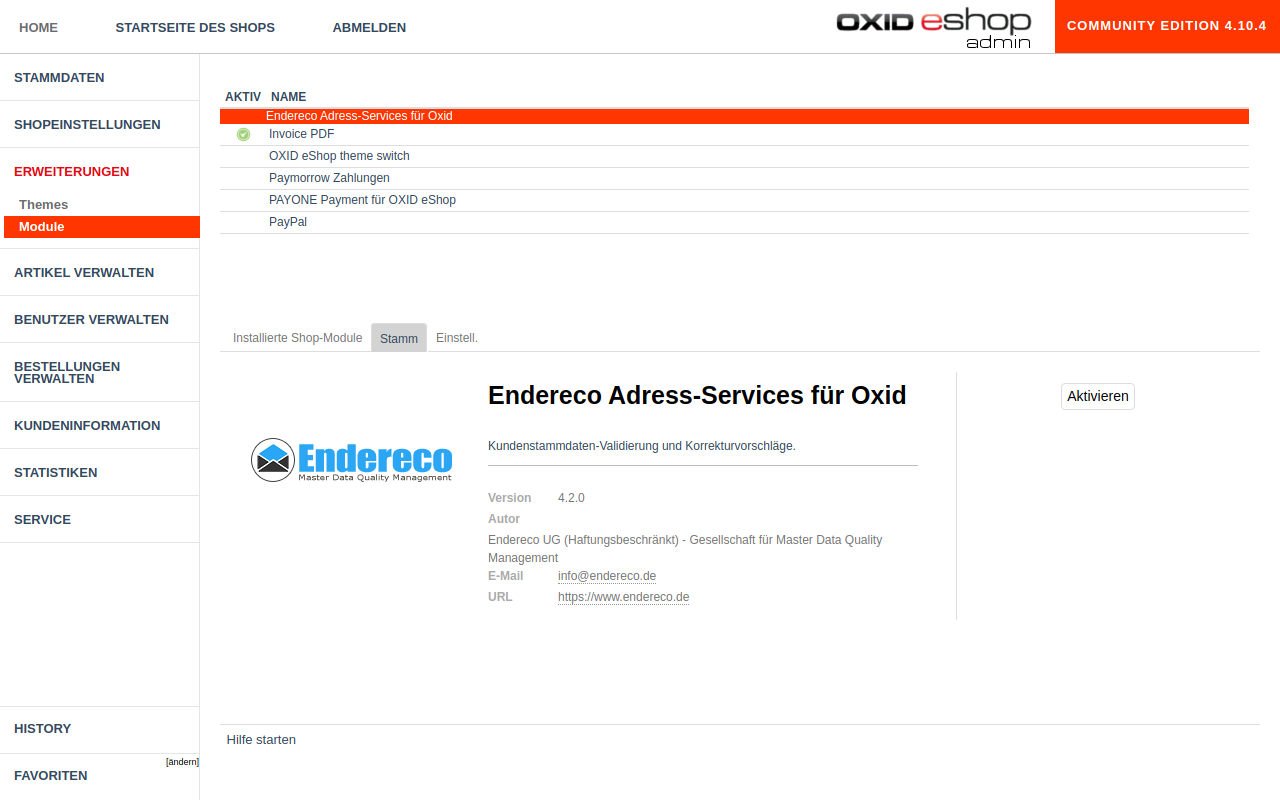 HOME STARTSEITE DES SHOPS ABMELDEN
OXID eshop
admin
COMMUNITY EDITION 4.10.4
STAMMDATEN
SHOPEINSTELLUNGEN
ERWEITERUNGEN
Themes
Module
ARTIKEL VERWALTEN
BENUTZER VERWALTEN
BESTELLUNGEN
VERWALTEN
KUNDENINFORMATION
STATISTIKEN
SERVICE
HISTORY
[ändern]
FAVORITEN
AKTIV NAME
Endereco Adress-Services für Oxid
Invoice PDF
OXID eShop theme switch
Paymorrow Zahlungen
PAYONE Payment für OXID eShop
PayPal
Installierte Shop-Module Stamm Einstell.
Endereco
Master Data Quality Management
Endereco Adress-Services für Oxid
Kundenstammdaten-Validierung und Korrekturvorschläge.
Version 4.2.0
Autor
Endereco UG (Haftungsbeschränkt) - Gesellschaft für Master Data Quality
Management
E-Mail info@endereco.de
URL https://www.endereco.de
Aktivieren
Hilfe starten